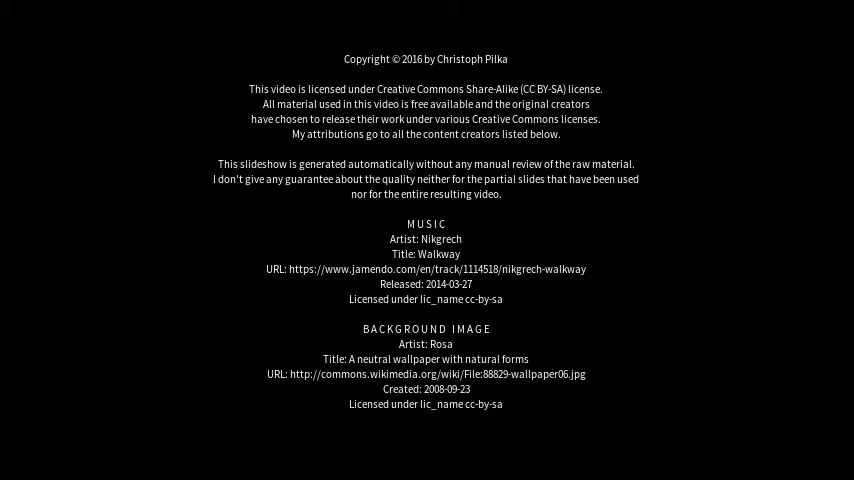 Copyright © 2016 by Christoph Pilka
This video is licensed under Creative Commons Share-Alike (CC BY-SA) license.
All material used in this video is free available and the original creators
have chosen to release their work under various Creative Commons licenses.
My attributions go to all the content creators listed below.
This slideshow is generated automatically without any manual review of the raw material.
I don't give any guarantee about the quality neither for the partial slides that have been used
nor for the entire resulting video.
MUSIC
Artist: Nikgrech
Title: Walkway
URL: https://www.jamendo.com/en/track/1114518/nikgrech-walkway
Released: 2014-03-27
Licensed under lic_name cc-by-sa
BACKGROUND IMAGE
Artist: Rosa
Title: A neutral wallpaper with natural forms
URL: http://commons.wikimedia.org/wiki/File:88829-wallpaper06.jpg
Created: 2008-09-23
Licensed under lic_name cc-by-sa